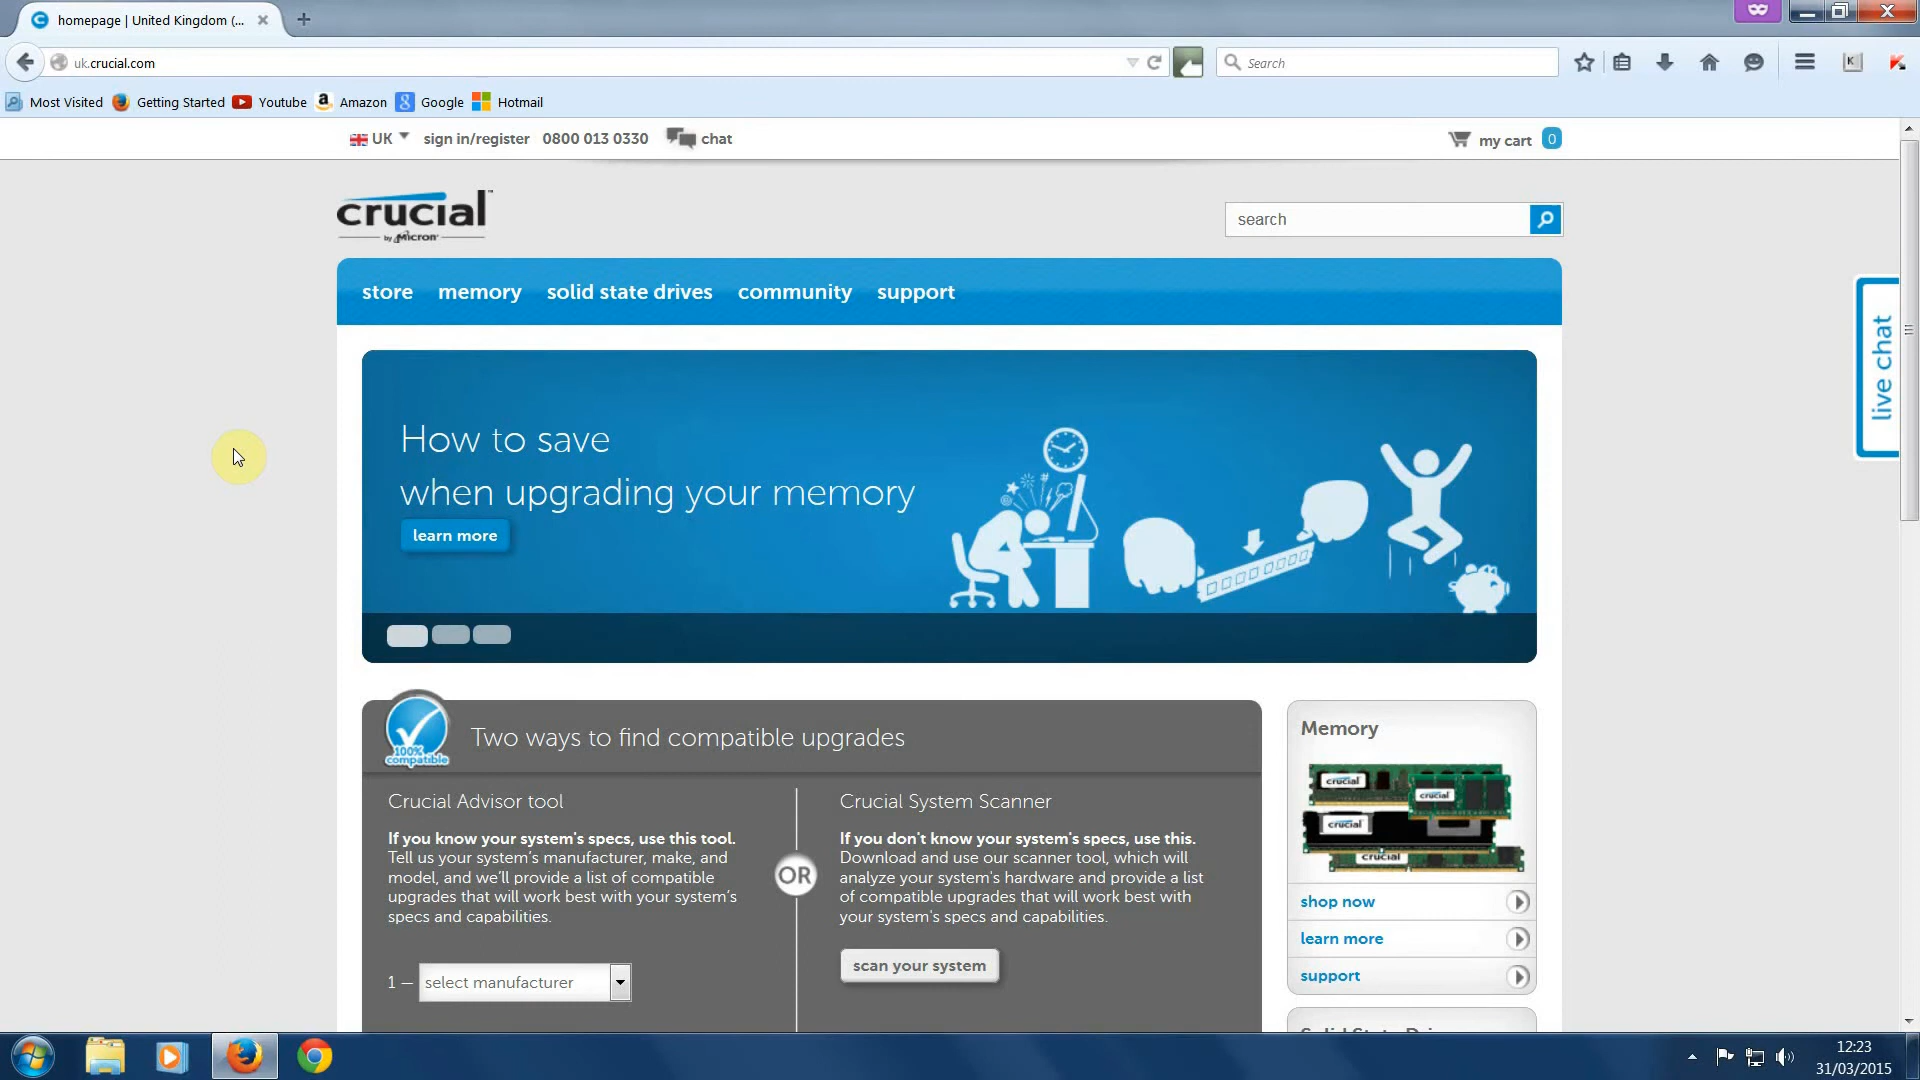 homepage | United Kingdom (...
uk.crucial.com
Search
Most Visited
Getting Started
Youtube
Amazon
Google
Hotmail
UK
sign in/register
0800 013 0330
chat
my cart 0
crucial
by Micron
search
store
memory
solid state drives
community
support
live chat
How to save
when upgrading your memory
learn more
100%
compatible
Two ways to find compatible upgrades
Crucial Advisor tool
If you know your system's specs, use this tool.
Tell us your system's manufacturer, make, and
model, and we'll provide a list of compatible
upgrades that will work best with your system's
specs and capabilities.
1 — select manufacturer
OR
Crucial System Scanner
If you don't know your system's specs, use this.
Download and use our scanner tool, which will
analyze your system's hardware and provide a list
of compatible upgrades that will work best with
your system's specs and capabilities.
scan your system
Memory
crucial
crucial
crucial
crucial
shop now
learn more
support
12:23
31/03/2015